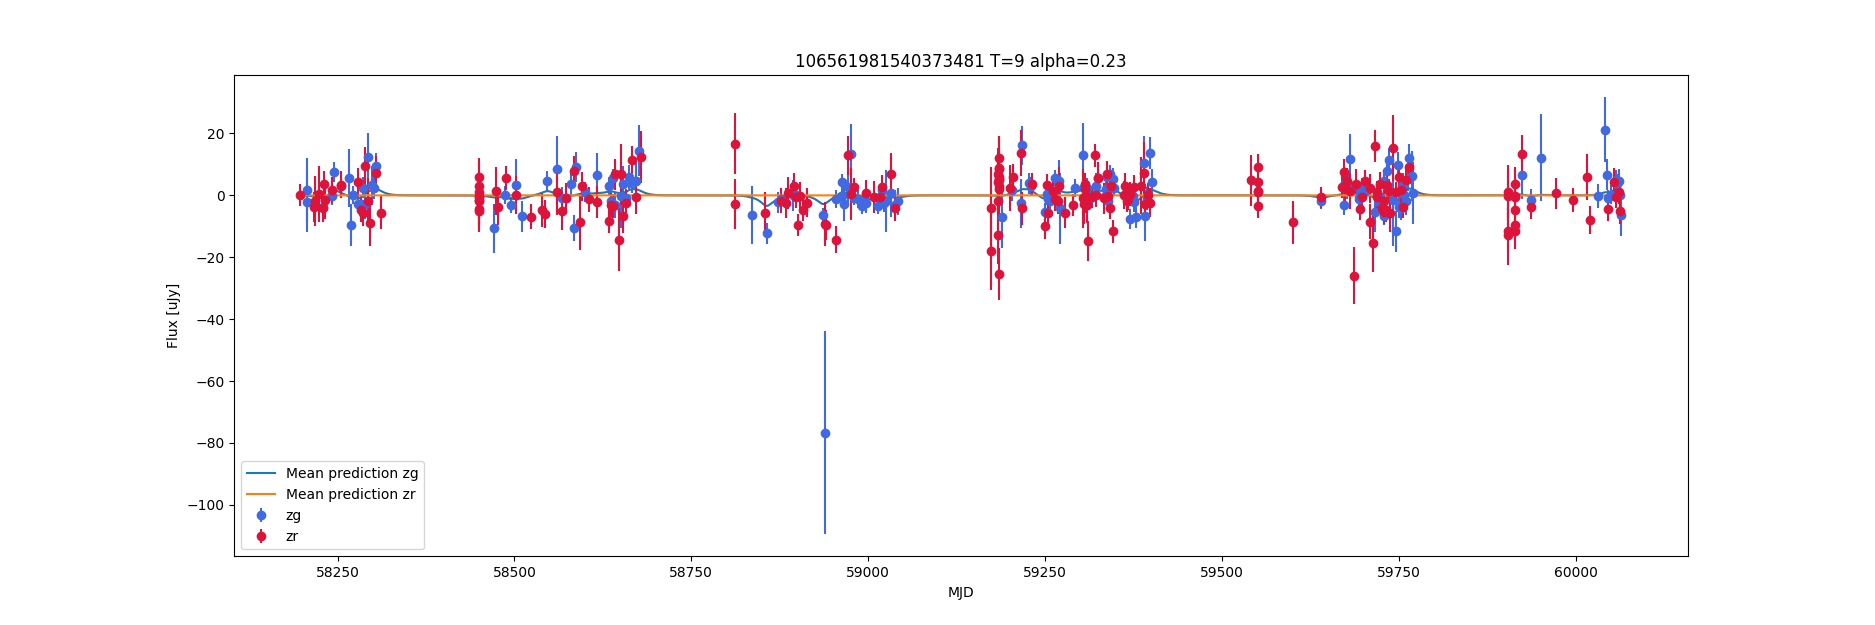 106561981540373481 T=9 alpha=0.23
20
0
−20
−40
−60
−80
−100
Flux [uJy]
Mean prediction zg
Mean prediction zr
zg
zr
58250 58500 58750 59000 59250 59500 59750 60000
MJD